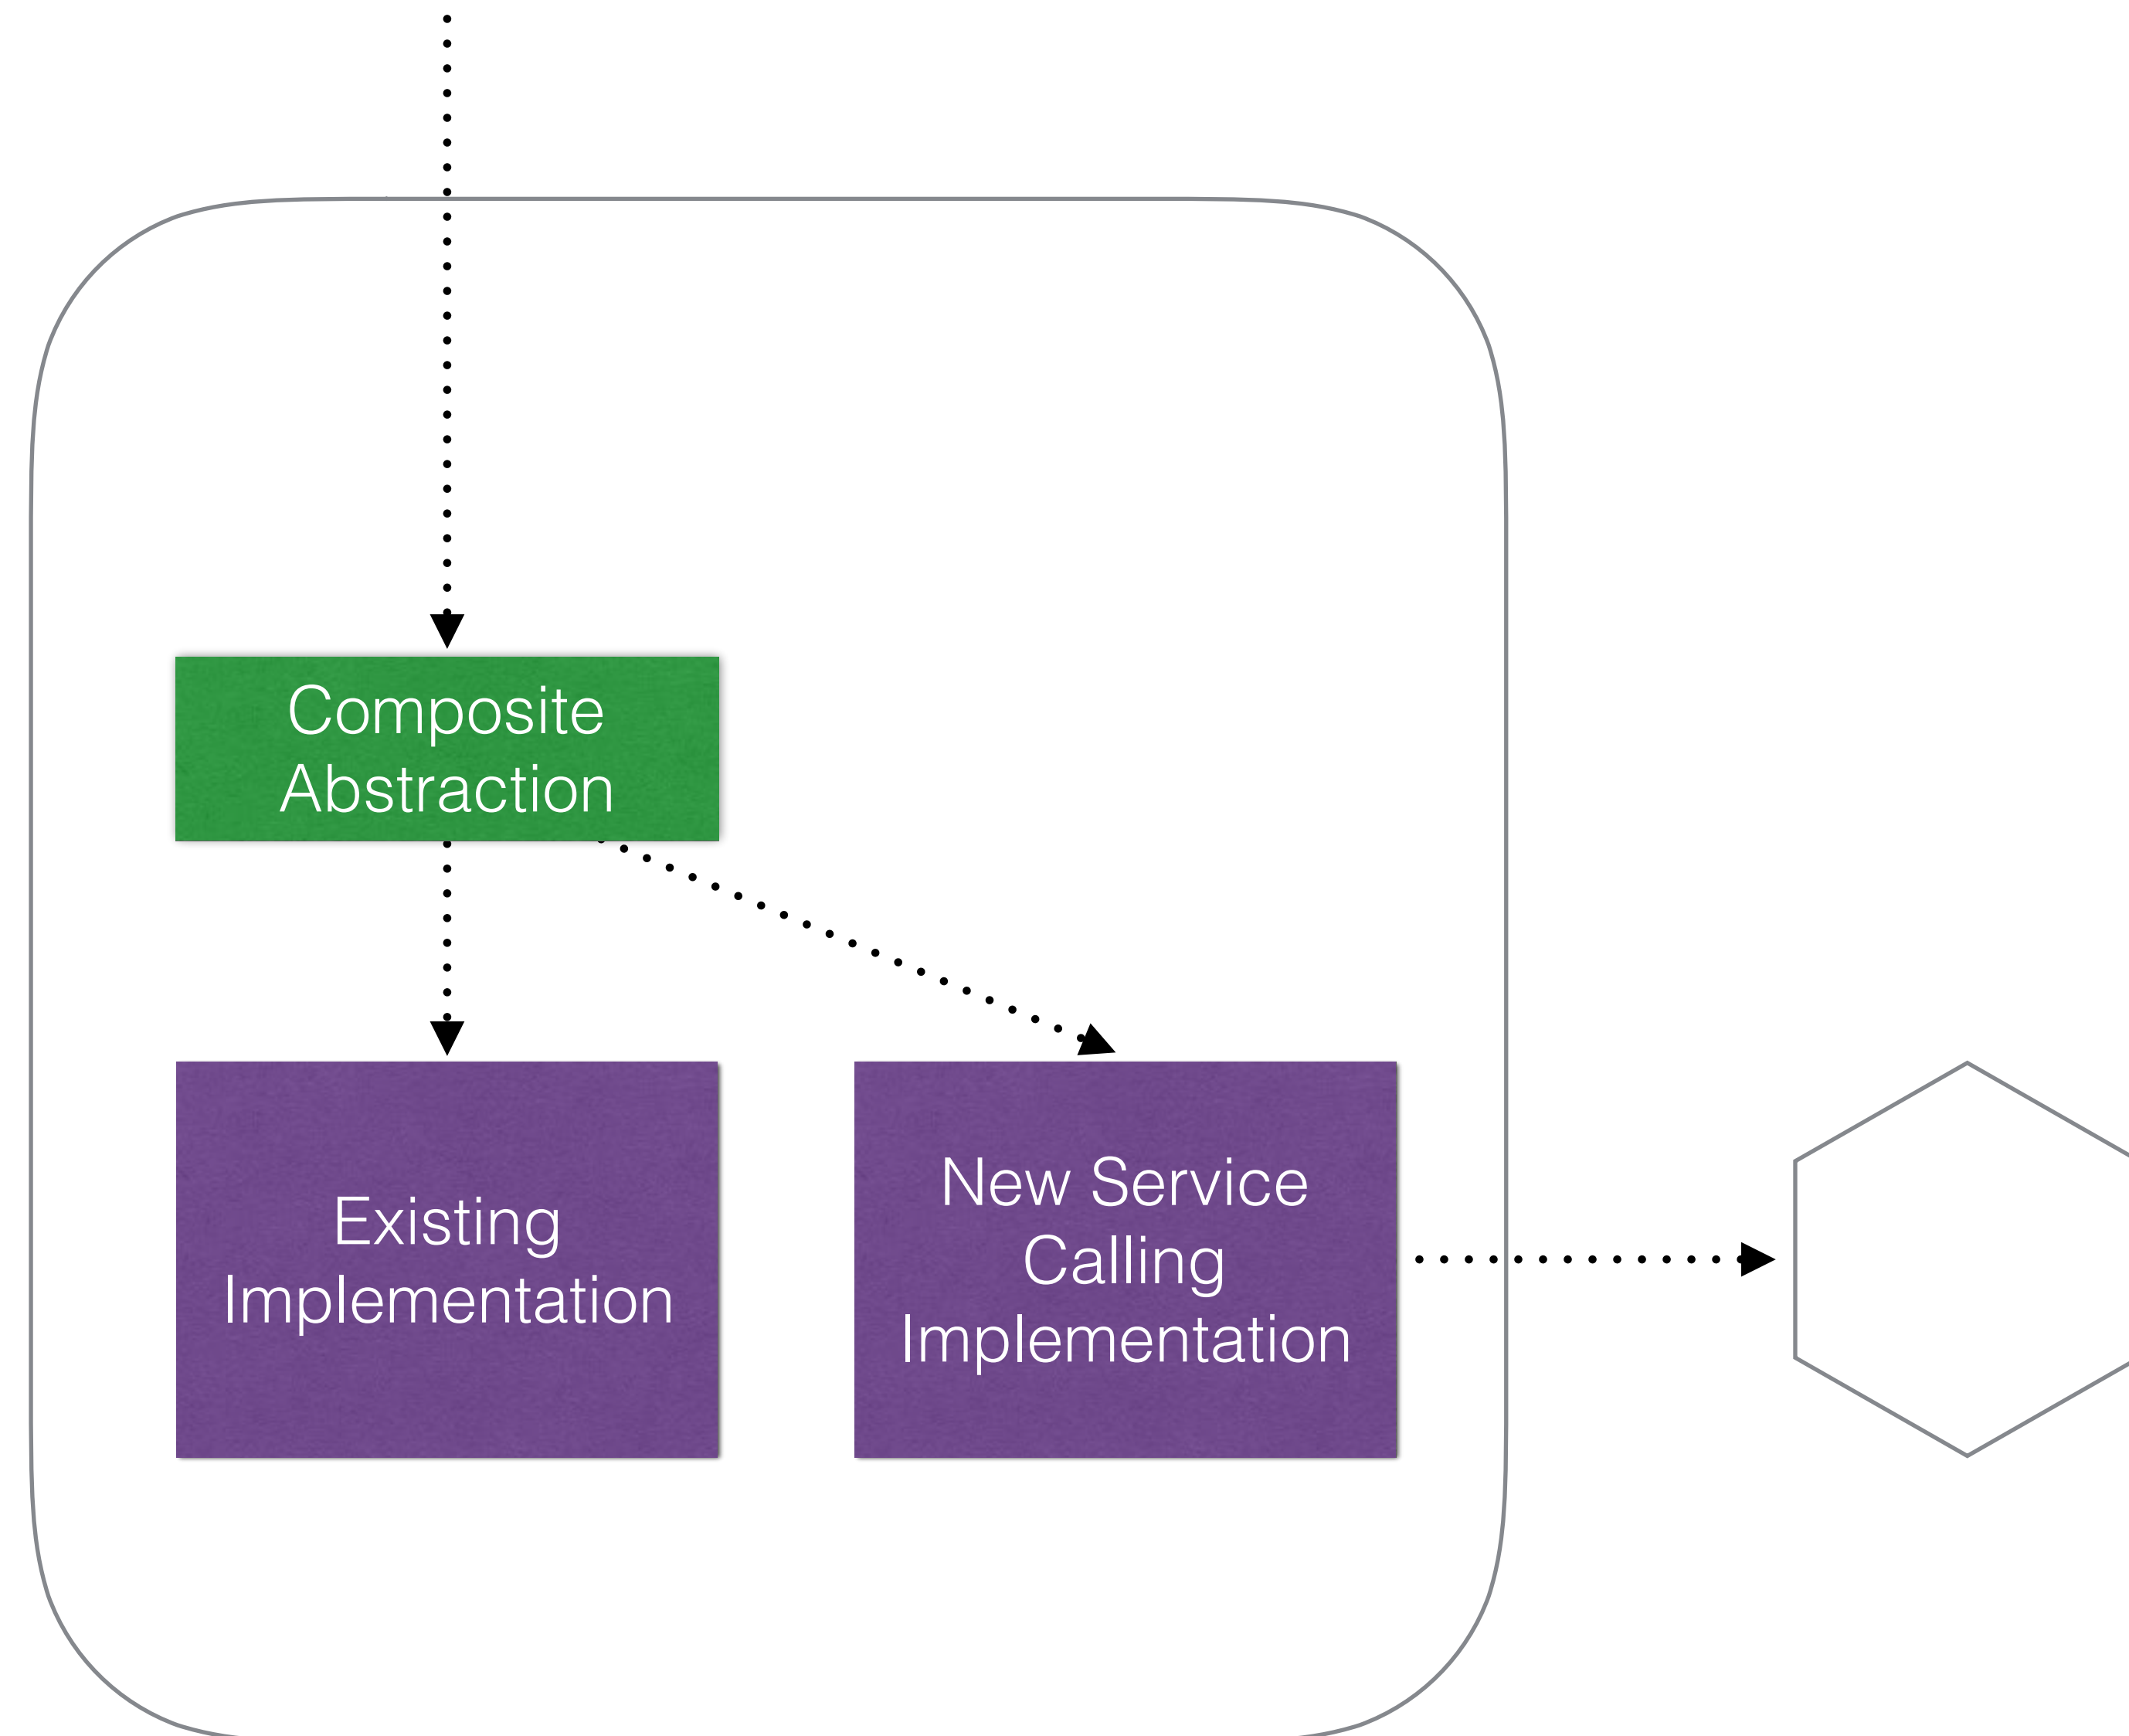 Composite
Abstraction
Existing
Implementation
New Service
Calling
Implementation